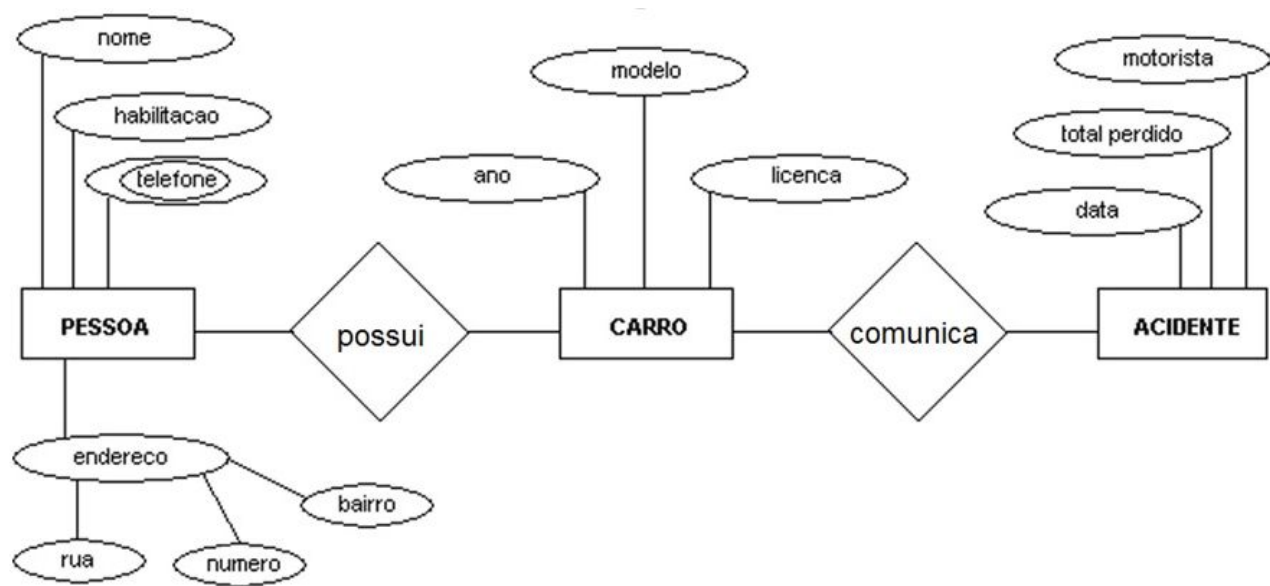 nome
habilitacao
telefone
PESSOA
endereco
rua
numero
bairro
possui
modelo
ano
licenca
CARRO
comunica
motorista
total perdido
data
ACIDENTE